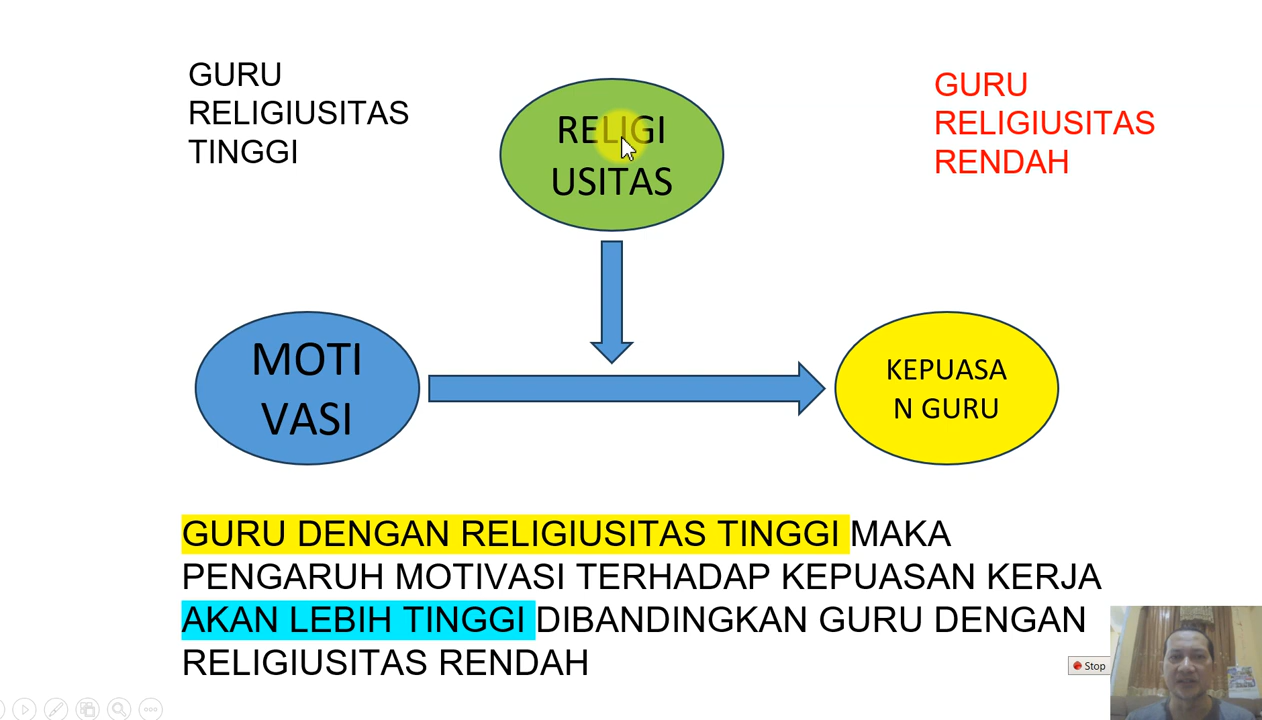 GURU
RELIGIUSITAS
TINGGI
RELIGI
USITAS
GURU
RELIGIUSITAS
RENDAH
MOTI
VASI
KEPUASA
N GURU
GURU DENGAN RELIGIUSITAS TINGGI MAKA
PENGARUH MOTIVASI TERHADAP KEPUASAN KERJA
AKAN LEBIH TINGGI DIBANDINGKAN GURU DENGAN
RELIGIUSITAS RENDAH
Stop